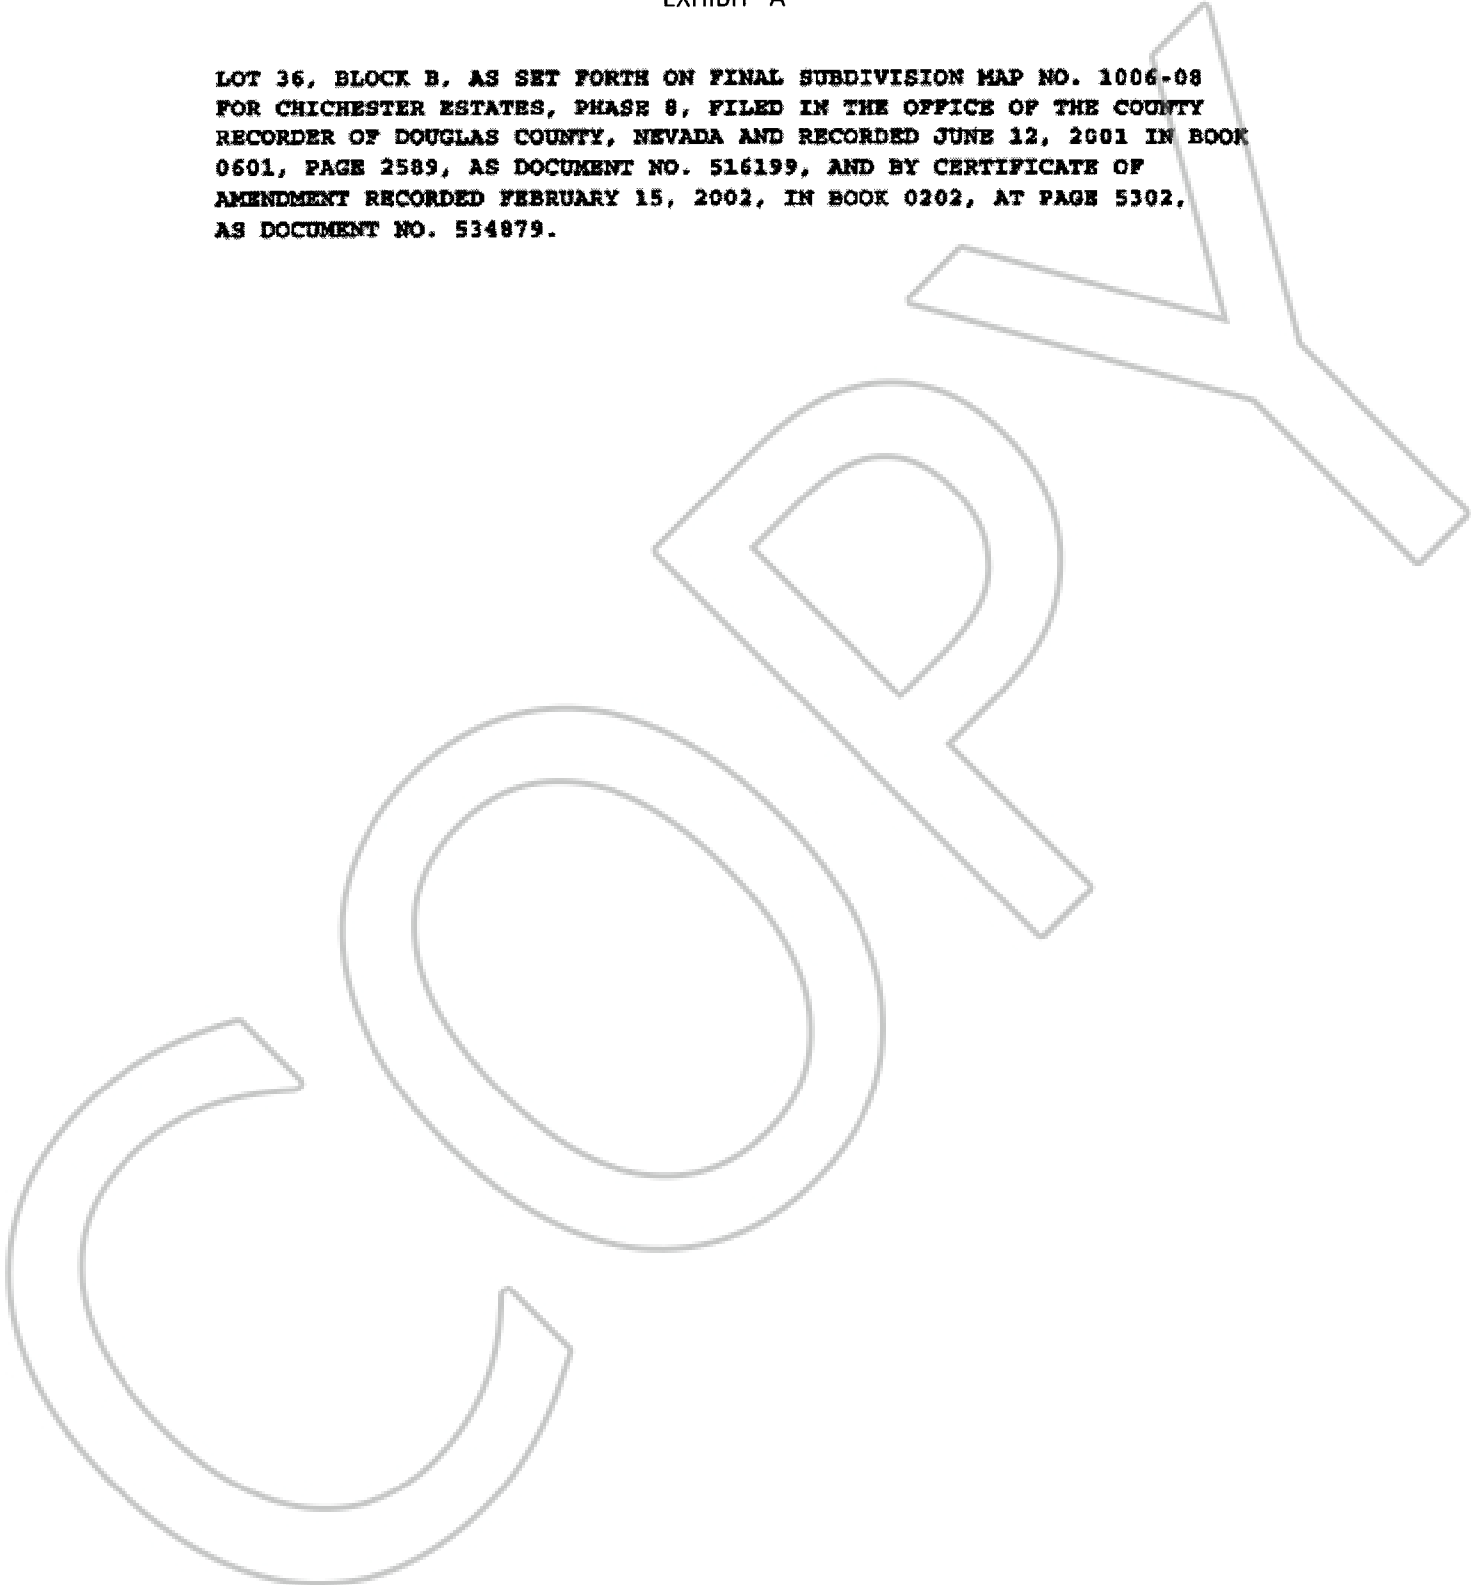 EXHIBIT "A"
LOT 36, BLOCK B, AS SET FORTH ON FINAL SUBDIVISION MAP NO. 1006-08
FOR CHICHESTER ESTATES, PHASE 8, FILED IN THE OFFICE OF THE COUNTY
RECORDER OF DOUGLAS COUNTY, NEVADA AND RECORDED JUNE 12, 2001 IN BOOK
0601, PAGE 2589, AS DOCUMENT NO. 516199, AND BY CERTIFICATE OF
AMENDMENT RECORDED FEBRUARY 15, 2002, IN BOOK 0202, AT PAGE 5302,
AS DOCUMENT NO. 534879.
COPY